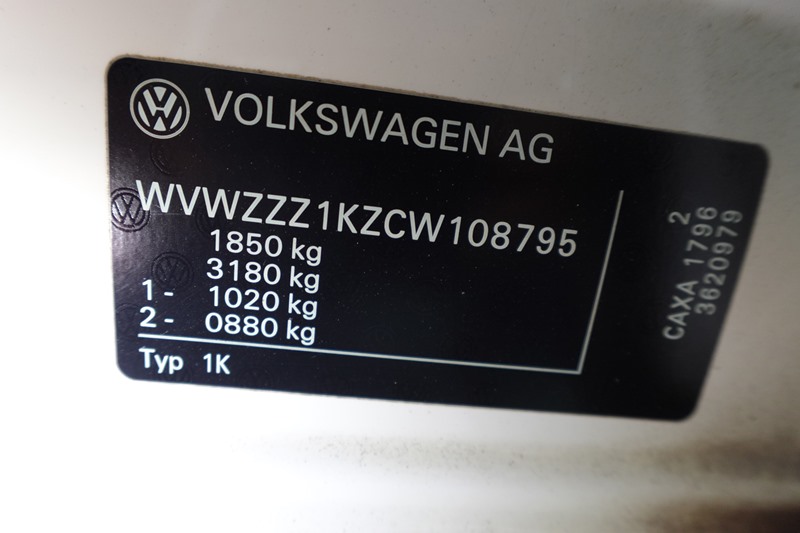 VOLKSWAGEN AG
WVWZZZ1KZCW108795
1850 kg
3180 kg
1 - 1020 kg
2 - 0880 kg
Typ 1K
2
CAXA 1796
3620979